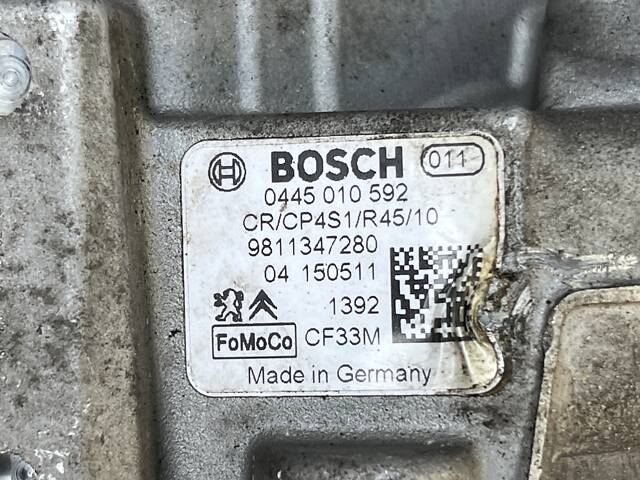 BOSCH 011
0445 010 592
CR/CP4S1/R45/10
9811347280
04 150511
1392
FoMoCo CF33M
Made in Germany